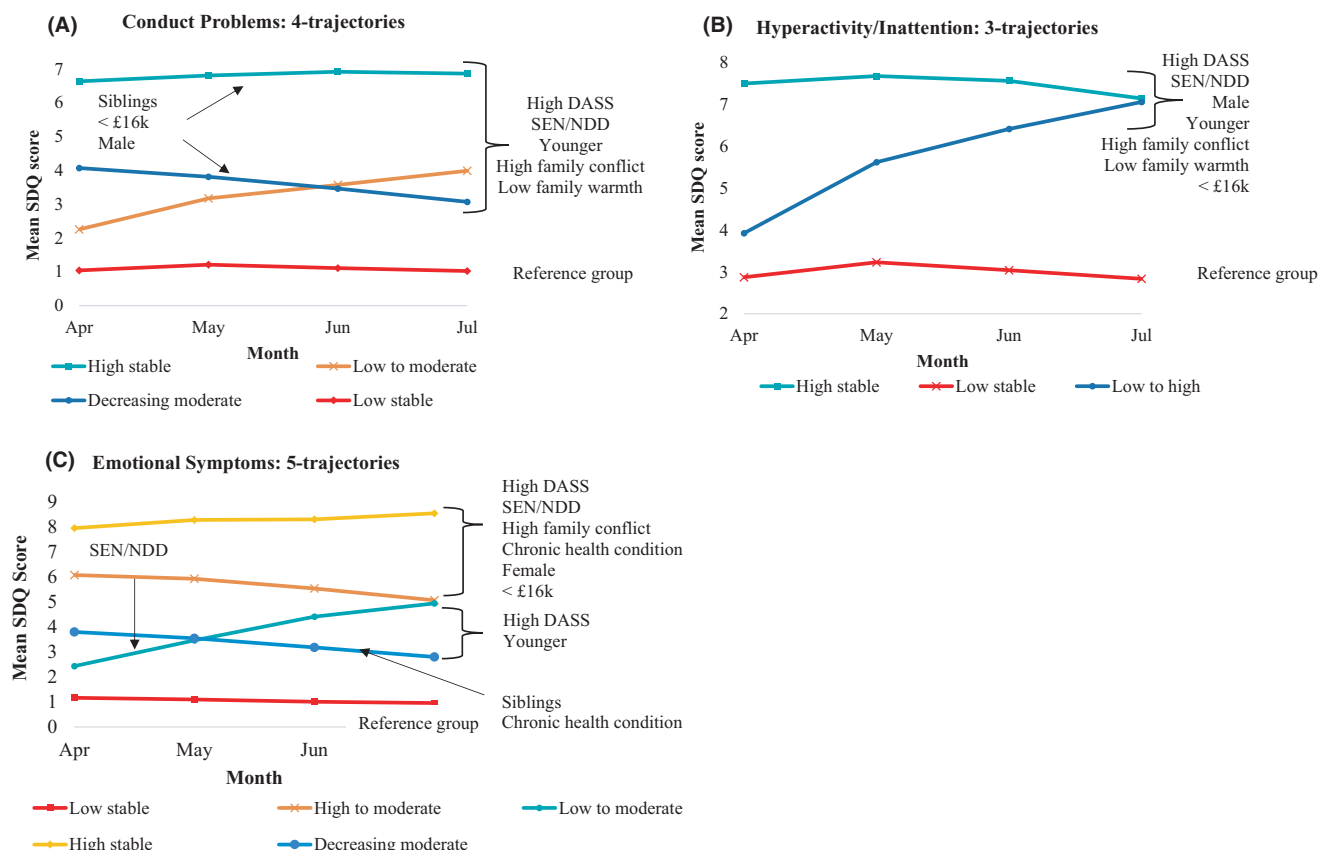 (A) Conduct Problems: 4-trajectories
Mean SDQ score
7
6
5
4
3
2
1
0
Siblings
< £16k
Male
High DASS
SEN/NDD
Younger
High family conflict
Low family warmth
Reference group
Apr May Jun Jul
Month
High stable Low to moderate
Decreasing moderate Low stable
(B) Hyperactivity/Inattention: 3-trajectories
Mean SDQ score
8
7
6
5
4
3
2
High DASS
SEN/NDD
Male
Younger
High family conflict
Low family warmth
< £16k
Reference group
Apr May Jun Jul
Month
High stable Low stable Low to high
(C) Emotional Symptoms: 5-trajectories
Mean SDQ Score
9
8
7
6
5
4
3
2
1
0
SEN/NDD
High DASS
SEN/NDD
High family conflict
Chronic health condition
Female
< £16k
High DASS
Younger
Siblings
Chronic health condition
Reference group
Apr May Jun
Month
Low stable High to moderate Low to moderate
High stable Decreasing moderate